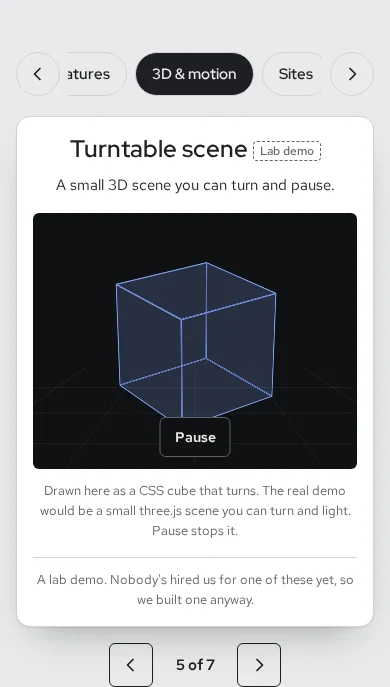 atures
3D & motion
Sites
Turntable scene
Lab demo
A small 3D scene you can turn and pause.
Pause
Drawn here as a CSS cube that turns. The real demo
would be a small three.js scene you can turn and light.
Pause stops it.
A lab demo. Nobody's hired us for one of these yet, so
we built one anyway.
5 of 7